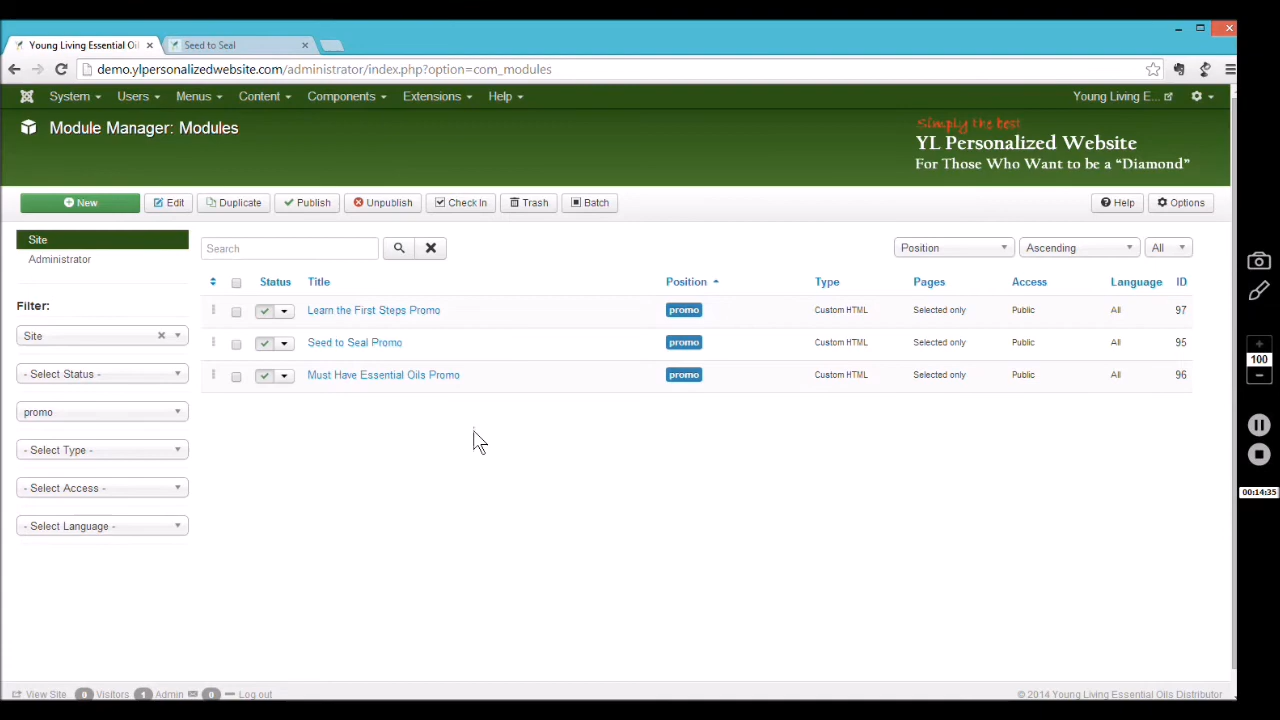 Young Living Essential Oil
Seed to Seal
demo.ylpersonalizedwebsite.com/administrator/index.php?option=com_modules
System Users Menus Content Components Extensions Help Young Living E...
Module Manager: Modules
Simply the best
YL Personalized Website
For Those Who Want to be a “Diamond”
New Edit Duplicate Publish Unpublish Check In Trash Batch Help Options
Site
Administrator
Search Position Ascending All
Status Title Position Type Pages Access Language ID
Learn the First Steps Promo promo Custom HTML Selected only Public All 97
Seed to Seal Promo promo Custom HTML Selected only Public All 95
Must Have Essential Oils Promo promo Custom HTML Selected only Public All 96
Filter:
Site
- Select Status -
promo
- Select Type -
- Select Access -
- Select Language -
100
00:14:35
View Site 0 Visitors 1 Admin 0 Log out © 2014 Young Living Essential Oils Distributor